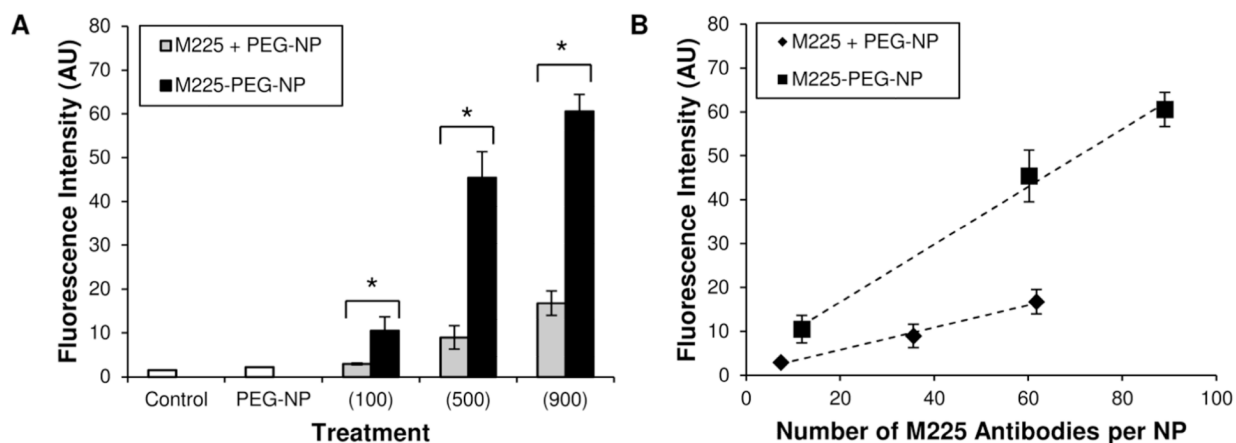 A
Fluorescence Intensity (AU)
80
70
60
50
40
30
20
10
0
M225 + PEG-NP
M225-PEG-NP
*
*
*
Control PEG-NP (100) (500) (900)
Treatment
B
Fluorescence Intensity (AU)
80
70
60
50
40
30
20
10
0
M225 + PEG-NP
M225-PEG-NP
0 20 40 60 80 100
Number of M225 Antibodies per NP